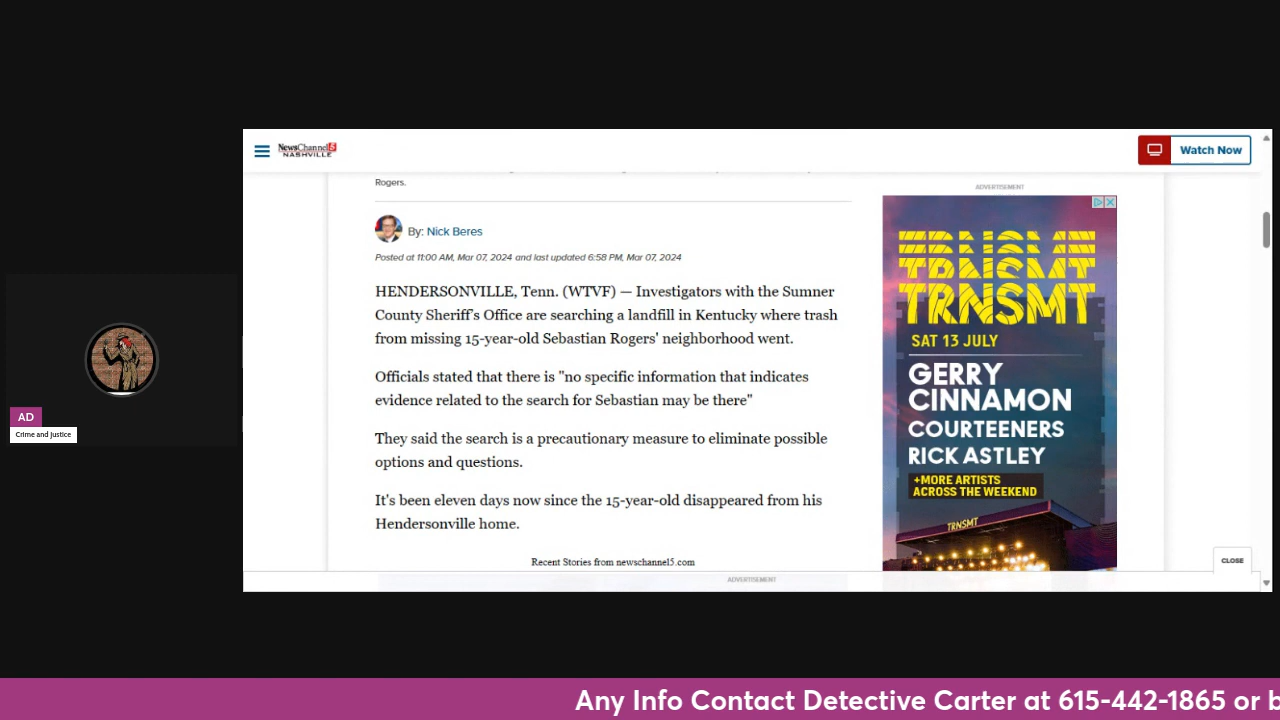 NewsChannel 5
NASHVILLE
Watch Now
Rogers.
By: Nick Beres
Posted at 11:00 AM, Mar 07, 2024 and last updated 6:58 PM, Mar 07, 2024
HENDERSONVILLE, Tenn. (WTVF) — Investigators with the Sumner
County Sheriff's Office are searching a landfill in Kentucky where trash
from missing 15-year-old Sebastian Rogers' neighborhood went.
Officials stated that there is "no specific information that indicates
evidence related to the search for Sebastian may be there"
They said the search is a precautionary measure to eliminate possible
options and questions.
It's been eleven days now since the 15-year-old disappeared from his
Hendersonville home.
Recent Stories from newschannel5.com
ADVERTISEMENT
ADVERTISEMENT
TRNSMT
TRNSMT
TRNSMT
SAT 13 JULY
GERRY
CINNAMON
COURTEENERS
RICK ASTLEY
+MORE ARTISTS
ACROSS THE WEEKEND
TRNSMT
CLOSE
AD
Crime and Justice
Any Info Contact Detective Carter at 615-442-1865 or b